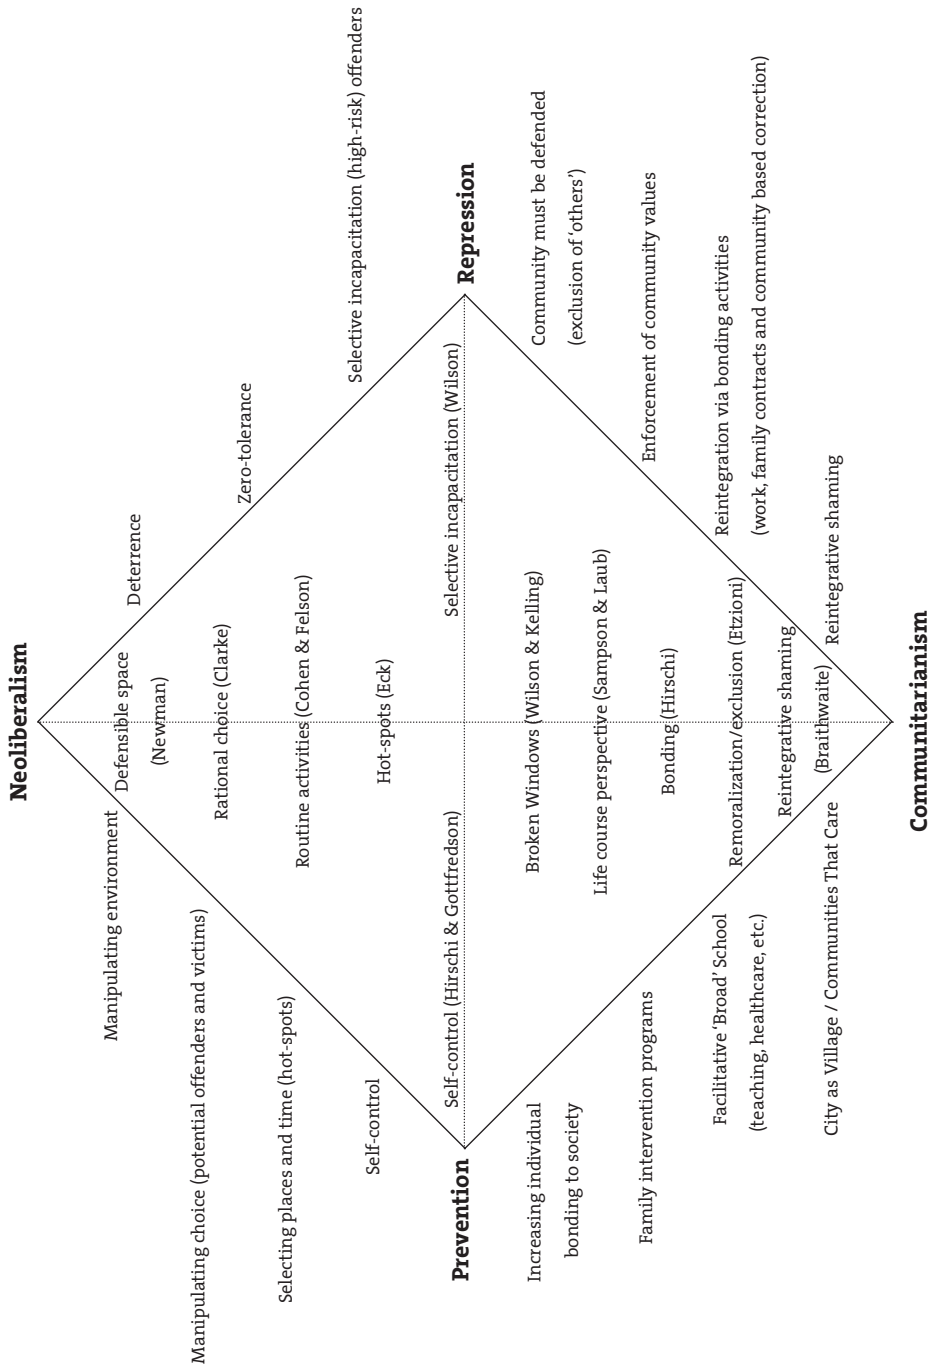 Neoliberalism
Manipulating environment
Defensible space
(Newman)
Deterrence
Manipulating choice (potential offenders and victims)
Rational choice (Clarke)
Zero-tolerance
Selecting places and time (hot-spots)
Routine activities (Cohen & Felson)
Selective incapacitation (high-risk) offenders
Self-control
Hot-spots (Eck)
Prevention
Self-control (Hirschi & Gottfredson)
Selective incapacitation (Wilson)
Repression
Increasing individual
bonding to society
Broken Windows (Wilson & Kelling)
Community must be defended
(exclusion of ‘others’)
Life course perspective (Sampson & Laub)
Family intervention programs
Bonding (Hirschi)
Enforcement of community values
Facilitative ‘Broad’ School
(teaching, healthcare, etc.)
Remoralization/exclusion (Etzioni)
Reintegration via bonding activities
(work, family contracts and community based correction)
Reintegrative shaming
(Braithwaite)
City as Village / Communities That Care
Reintegrative shaming
Communitarianism